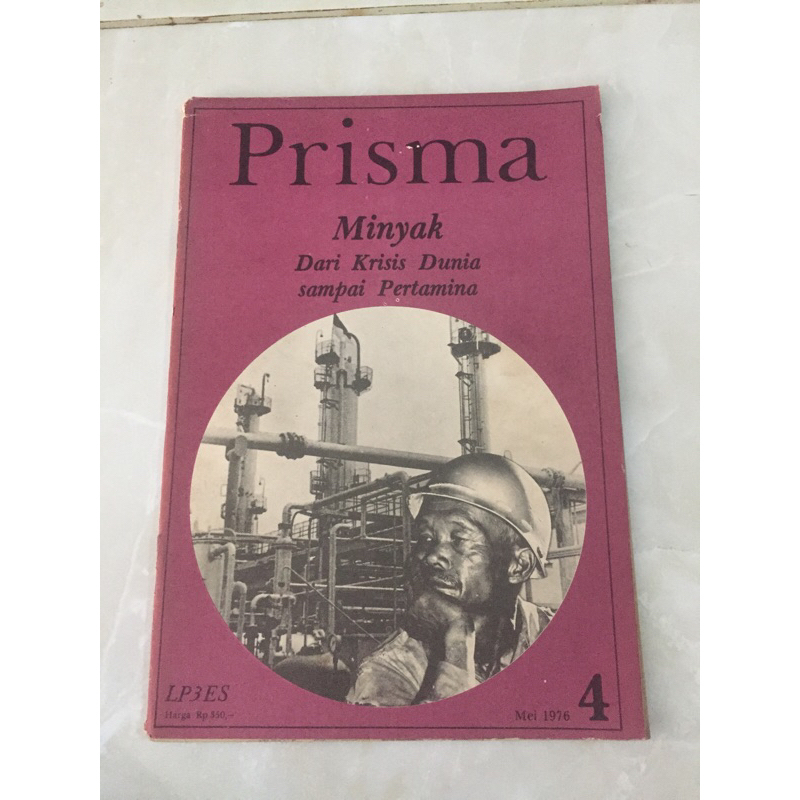 Prisma
Minyak
Dari Krisis Dunia
sampai Pertamina
LP3ES
Harga Rp 350,-
Mei 1976
4